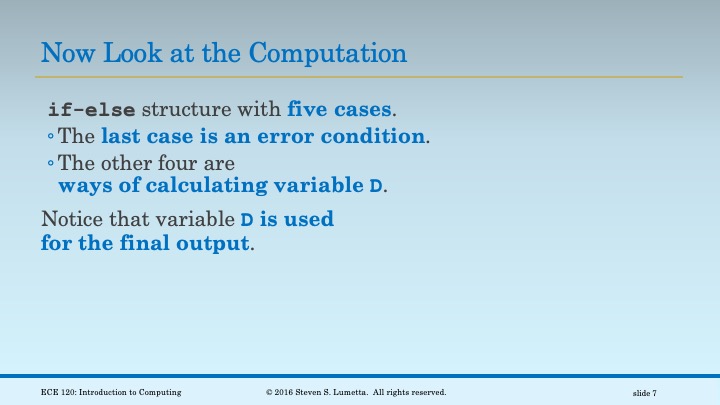 Now Look at the Computation
if-else structure with five cases.
◦The last case is an error condition.
◦The other four are
ways of calculating variable D.
Notice that variable D is used
for the final output.
ECE 120: Introduction to Computing
© 2016 Steven S. Lumetta. All rights reserved.
slide 7